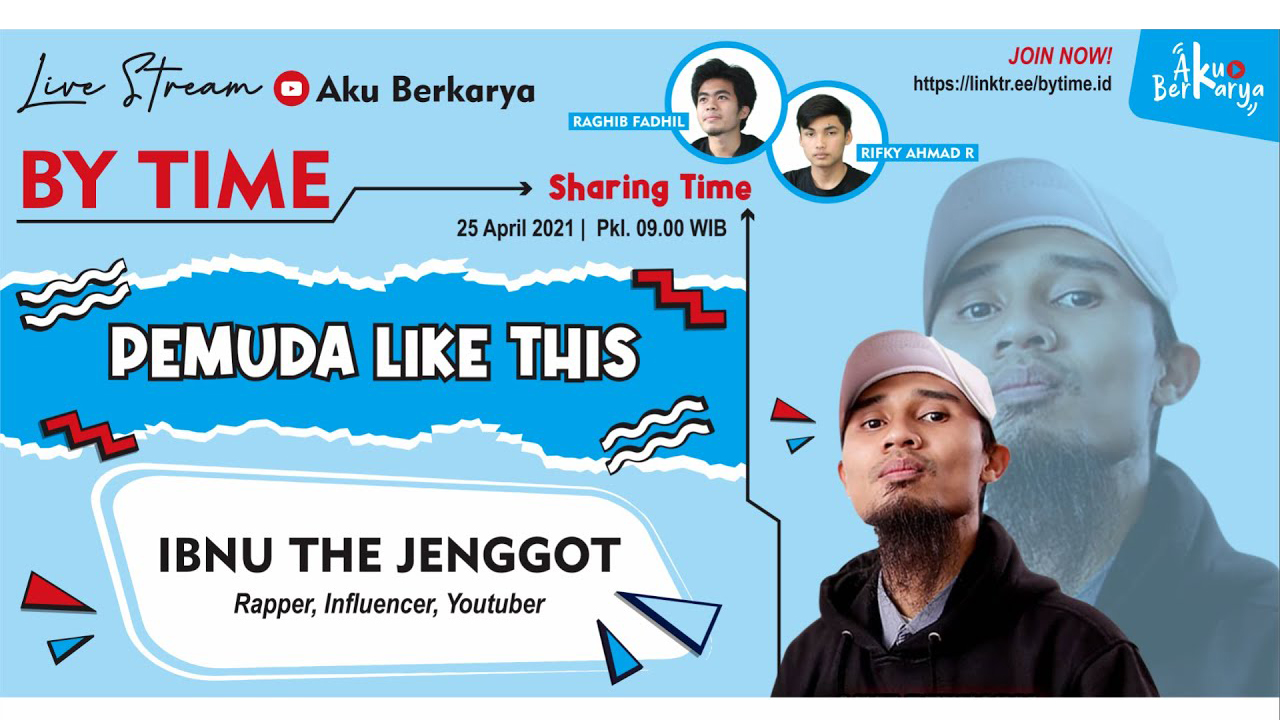 Live Stream Aku Berkarya
JOIN NOW!
https://linktr.ee/bytime.id
Aku
Berkarya
RAGHIB FADHIL
RIFKY AHMAD R
BY TIME
Sharing Time
25 April 2021 | Pkl. 09.00 WIB
PEMUDA LIKE THIS
IBNU THE JENGGOT
Rapper, Influencer, Youtuber